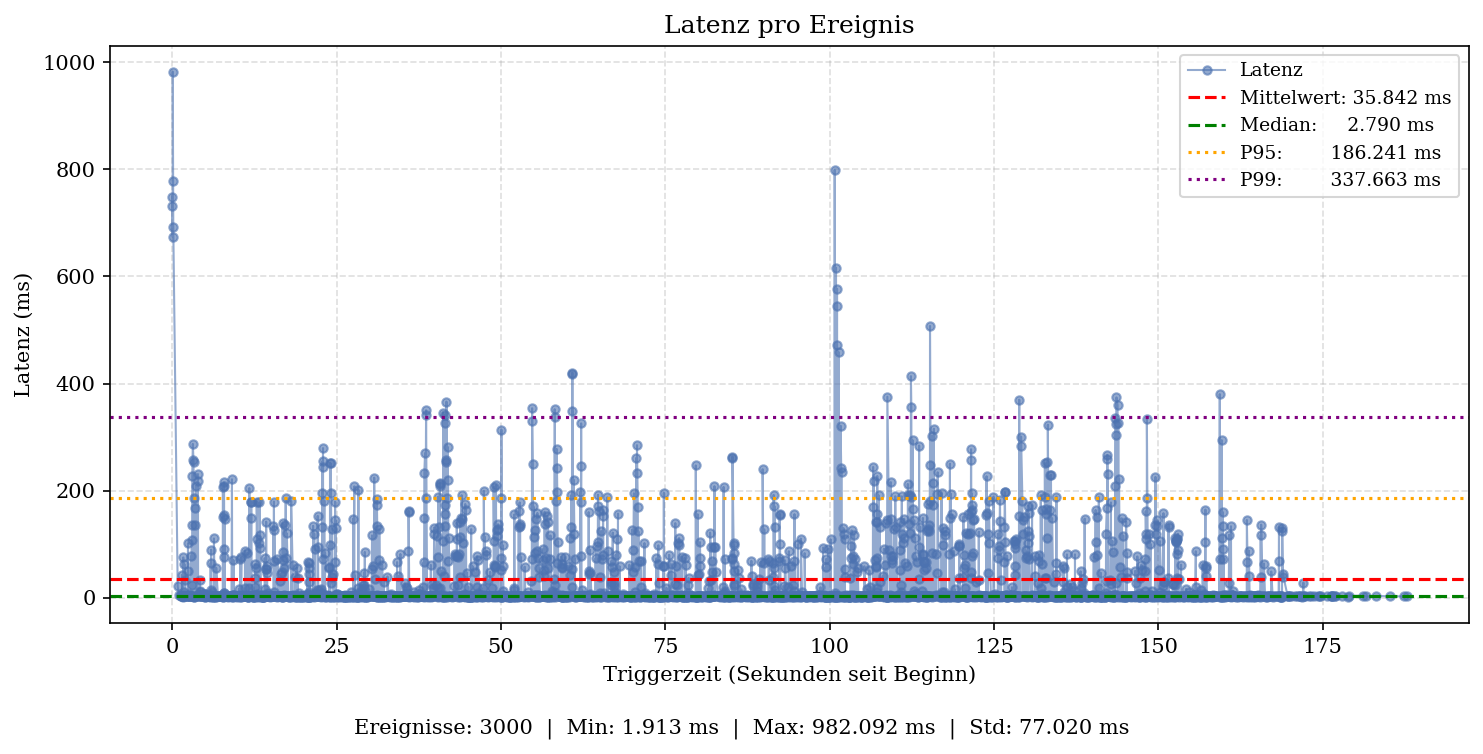 Latenz pro Ereignis
1000
800
600
400
200
0
Latenz (ms)
Latenz
Mittelwert: 35.842 ms
Median: 2.790 ms
P95: 186.241 ms
P99: 337.663 ms
0 25 50 75 100 125 150 175
Triggerzeit (Sekunden seit Beginn)
Ereignisse: 3000 | Min: 1.913 ms | Max: 982.092 ms | Std: 77.020 ms